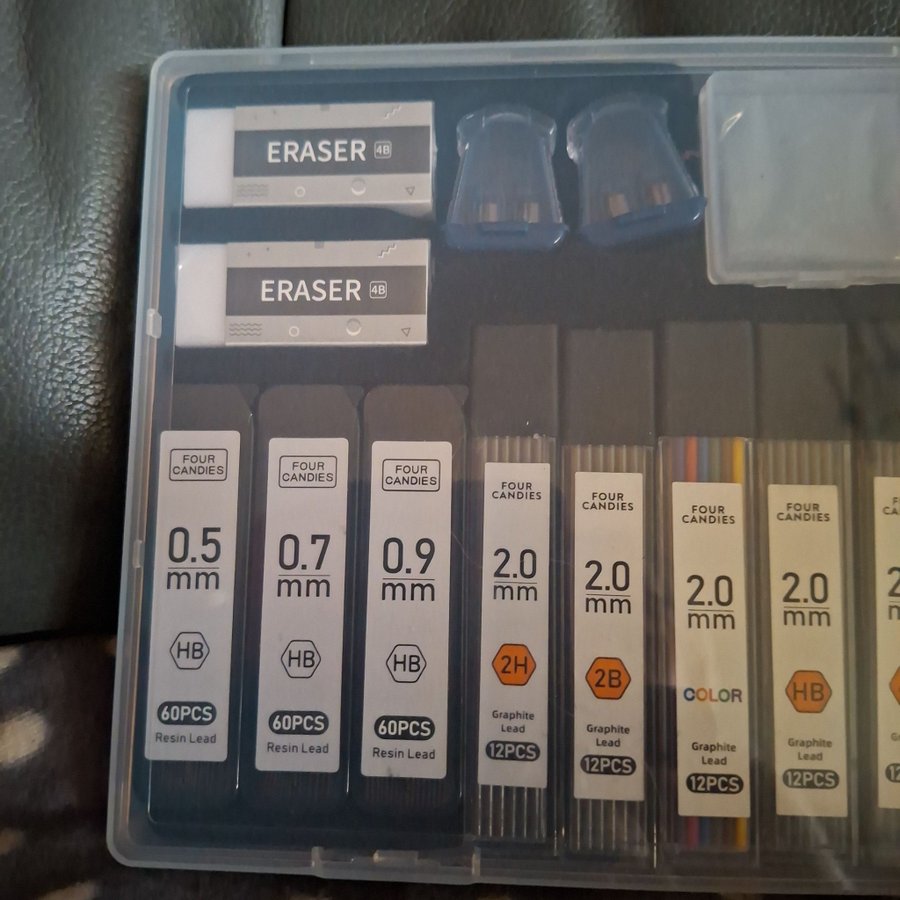 ERASER 4B
ERASER 4B
FOUR
CANDIES
0.5
mm
HB
60PCS
Resin Lead
FOUR
CANDIES
0.7
mm
HB
60PCS
Resin Lead
FOUR
CANDIES
0.9
mm
HB
60PCS
Resin Lead
FOUR
CANDIES
2.0
mm
2H
Graphite
Lead
12PCS
FOUR
CANDIES
2.0
mm
2B
Graphite
Lead
12PCS
FOUR
CANDIES
2.0
mm
COLOR
Graphite
Lead
12PCS
FOUR
CANDIES
2.0
mm
HB
Graphite
Lead
12PCS